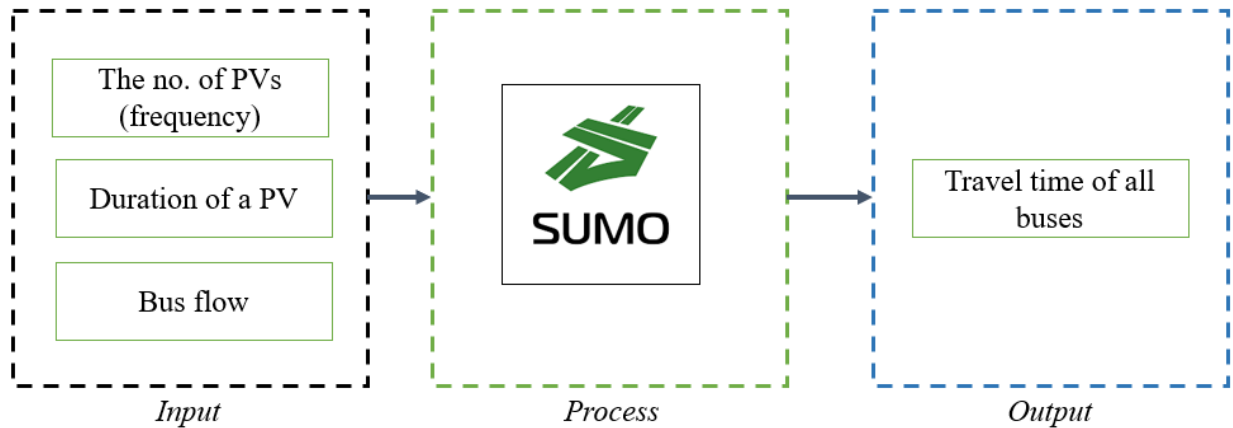 The no. of PVs
(frequency)
Duration of a PV
Bus flow
Input
SUMO
Process
Travel time of all
buses
Output